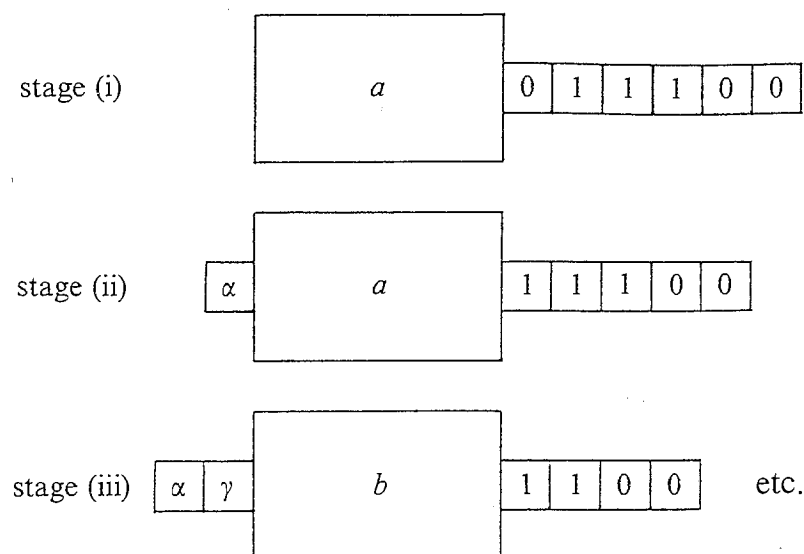 stage (i) a 0 1 1 1 0 0
stage (ii) α a 1 1 1 0 0
stage (iii) α γ b 1 1 0 0 etc.